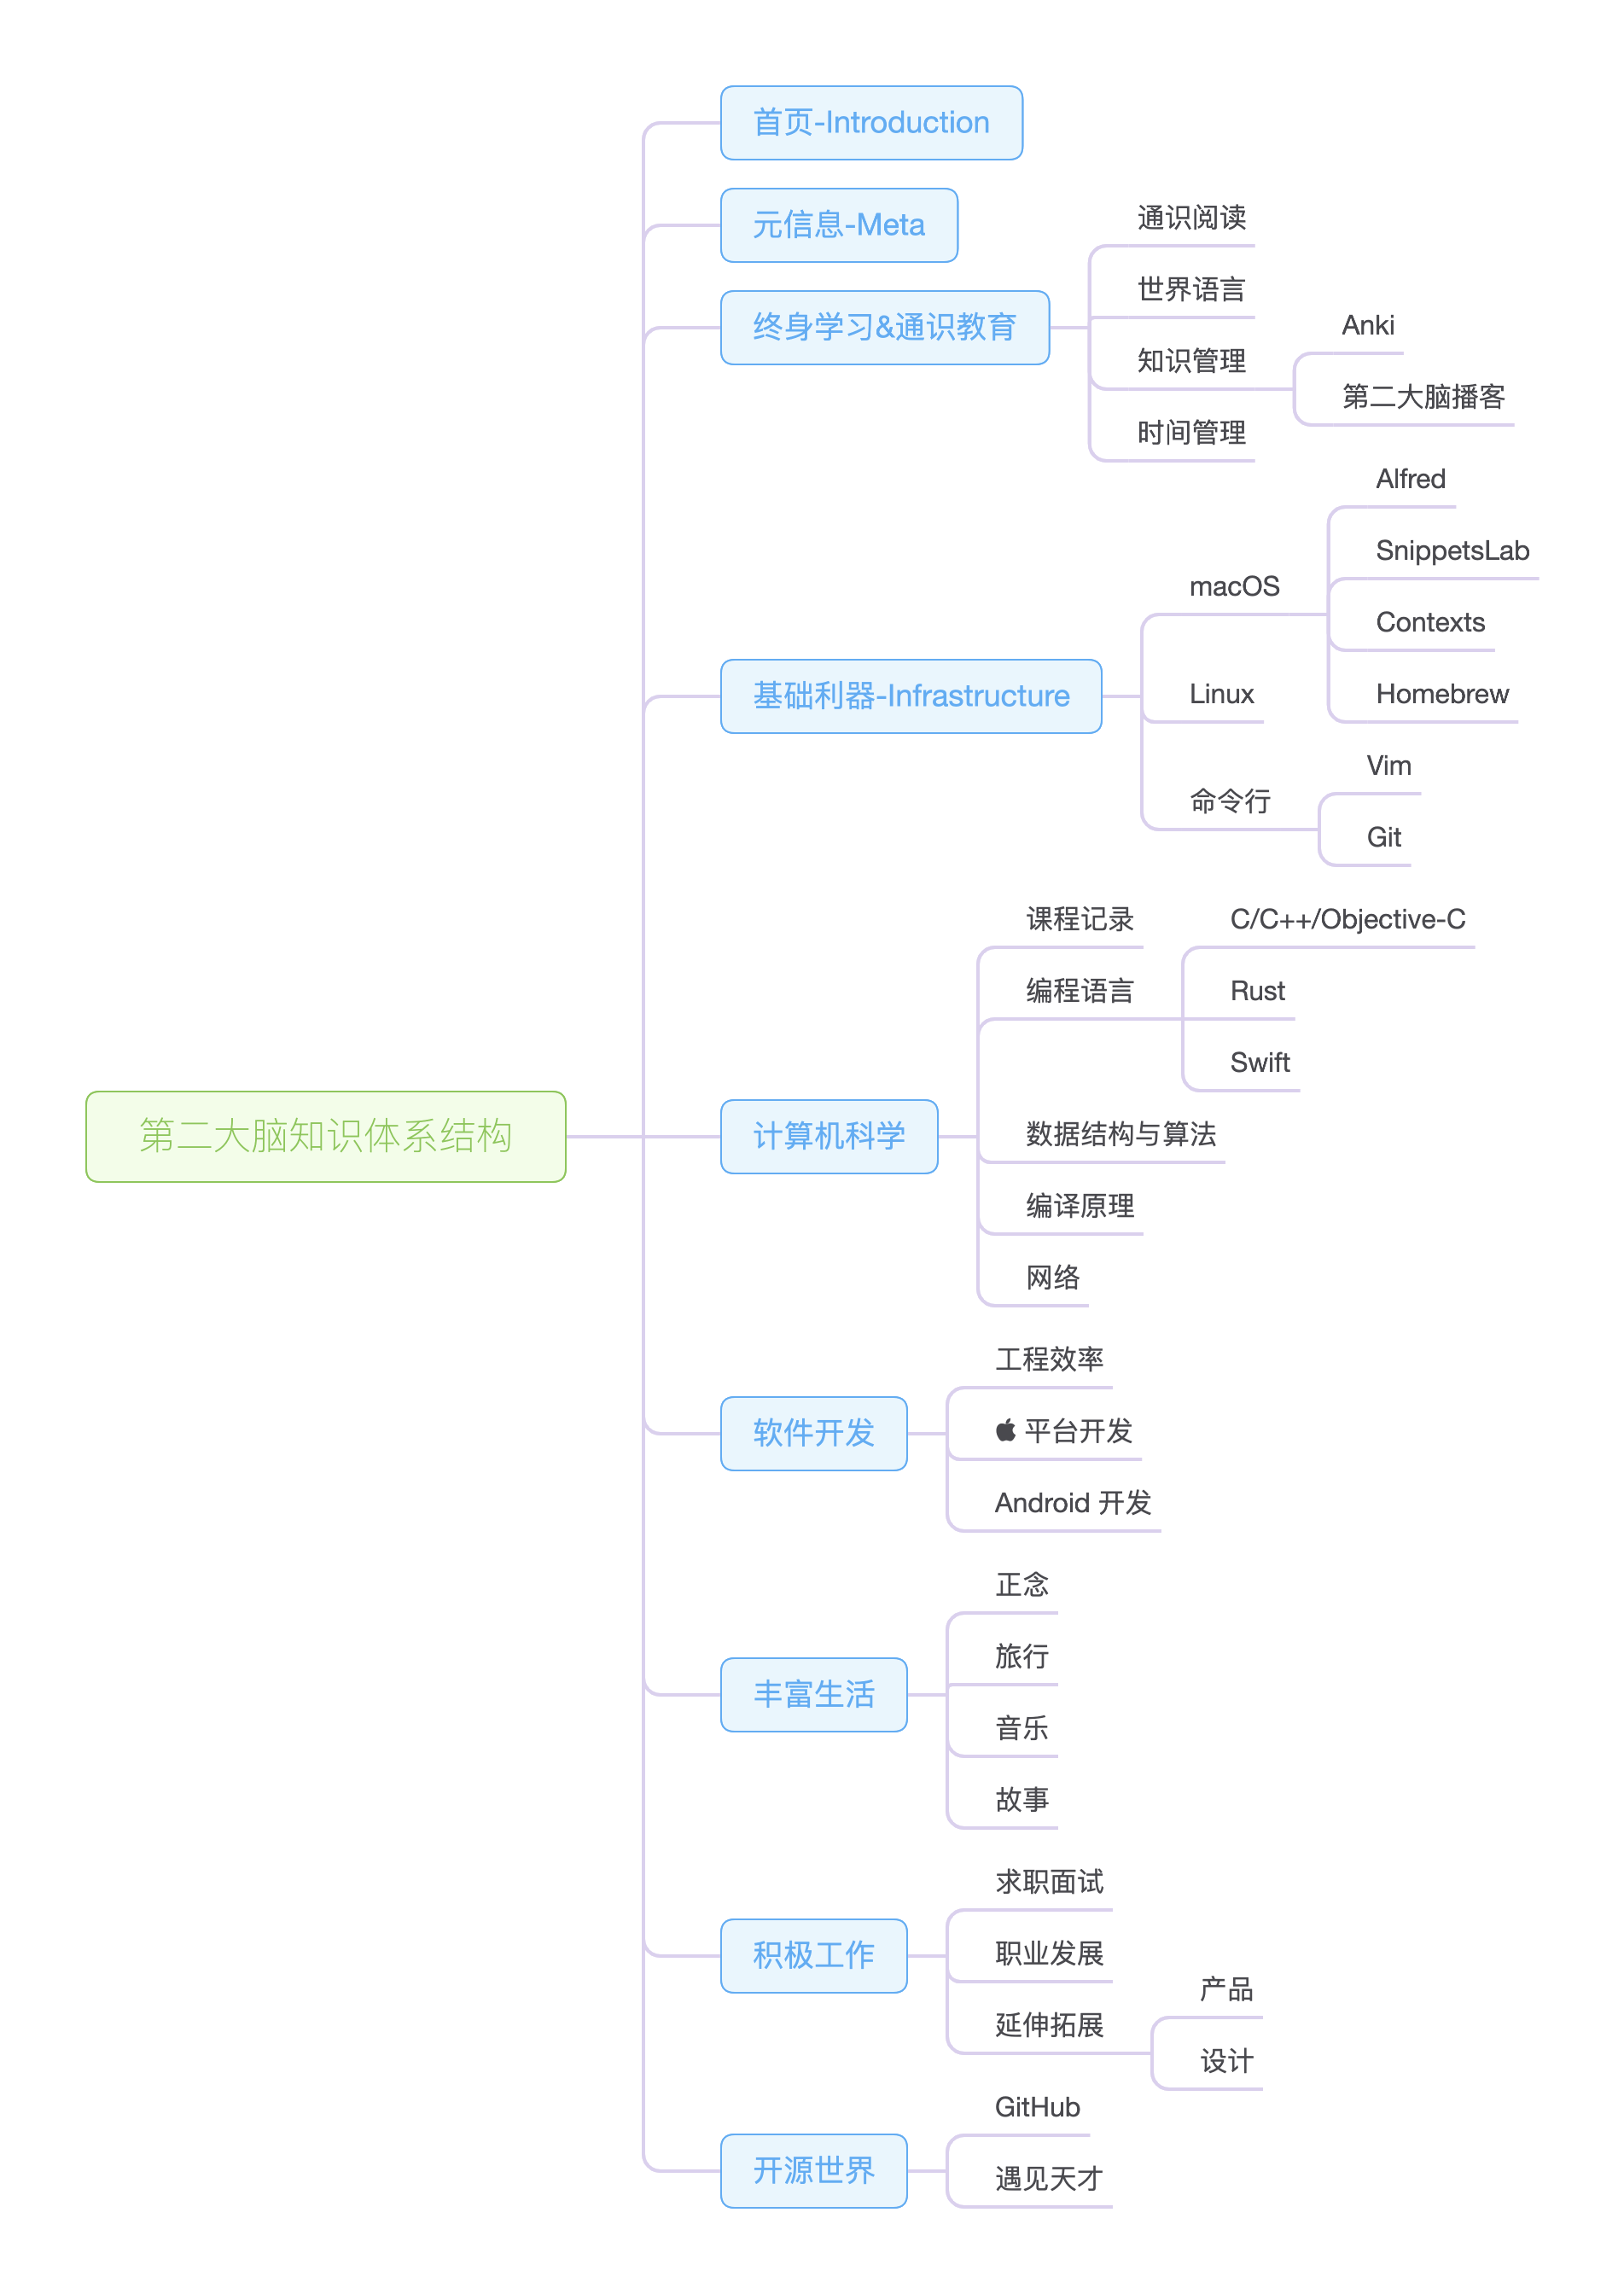 首页-Introduction
元信息-Meta
终身学习&通识教育
通识阅读
世界语言
知识管理
Anki
第二大脑播客
时间管理
基础利器-Infrastructure
macOS
Alfred
SnippetsLab
Contexts
Homebrew
Linux
命令行
Vim
Git
第二大脑知识体系结构
计算机科学
课程记录
编程语言
C/C++/Objective-C
Rust
Swift
数据结构与算法
编译原理
网络
软件开发
工程效率
 平台开发
Android 开发
丰富生活
正念
旅行
音乐
故事
积极工作
求职面试
职业发展
延伸拓展
产品
设计
开源世界
GitHub
遇见天才